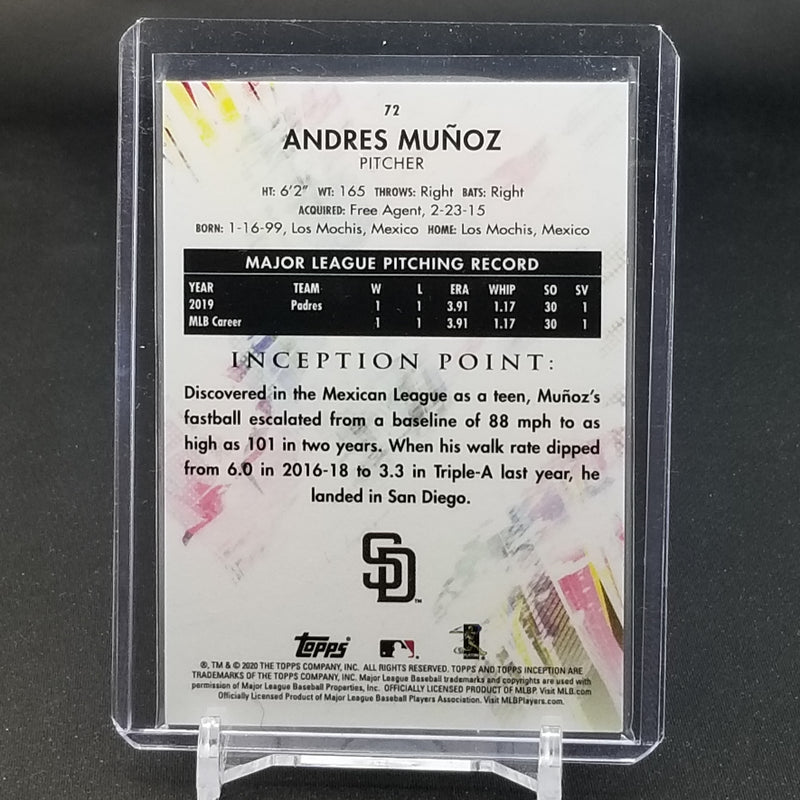 72
ANDRES MUÑOZ
PITCHER
HT: 6'2" WT: 165 THROWS: Right BATS: Right
ACQUIRED: Free Agent, 2-23-15
BORN: 1-16-99, Los Mochis, Mexico HOME: Los Mochis, Mexico
MAJOR LEAGUE PITCHING RECORD
YEAR TEAM W L ERA WHIP SO SV
2019 Padres 1 1 3.91 1.17 30 1
MLB Career 1 1 3.91 1.17 30 1
INCEPTION POINT:
Discovered in the Mexican League as a teen, Muñoz's
fastball escalated from a baseline of 88 mph to as
high as 101 in two years. When his walk rate dipped
from 6.0 in 2016-18 to 3.3 in Triple-A last year, he
landed in San Diego.
SD TM
Topps
®, TM & © 2020 THE TOPPS COMPANY, INC. ALL RIGHTS RESERVED. TOPPS AND TOPPS INCEPTION ARE
TRADEMARKS OF THE TOPPS COMPANY, INC. Major League Baseball trademarks and copyrights are used with
permission of Major League Baseball Properties, Inc. OFFICIALLY LICENSED PRODUCT OF MLBP. Visit MLB.com
Officially Licensed Product of Major League Baseball Players Association. Visit MLBPlayers.com.